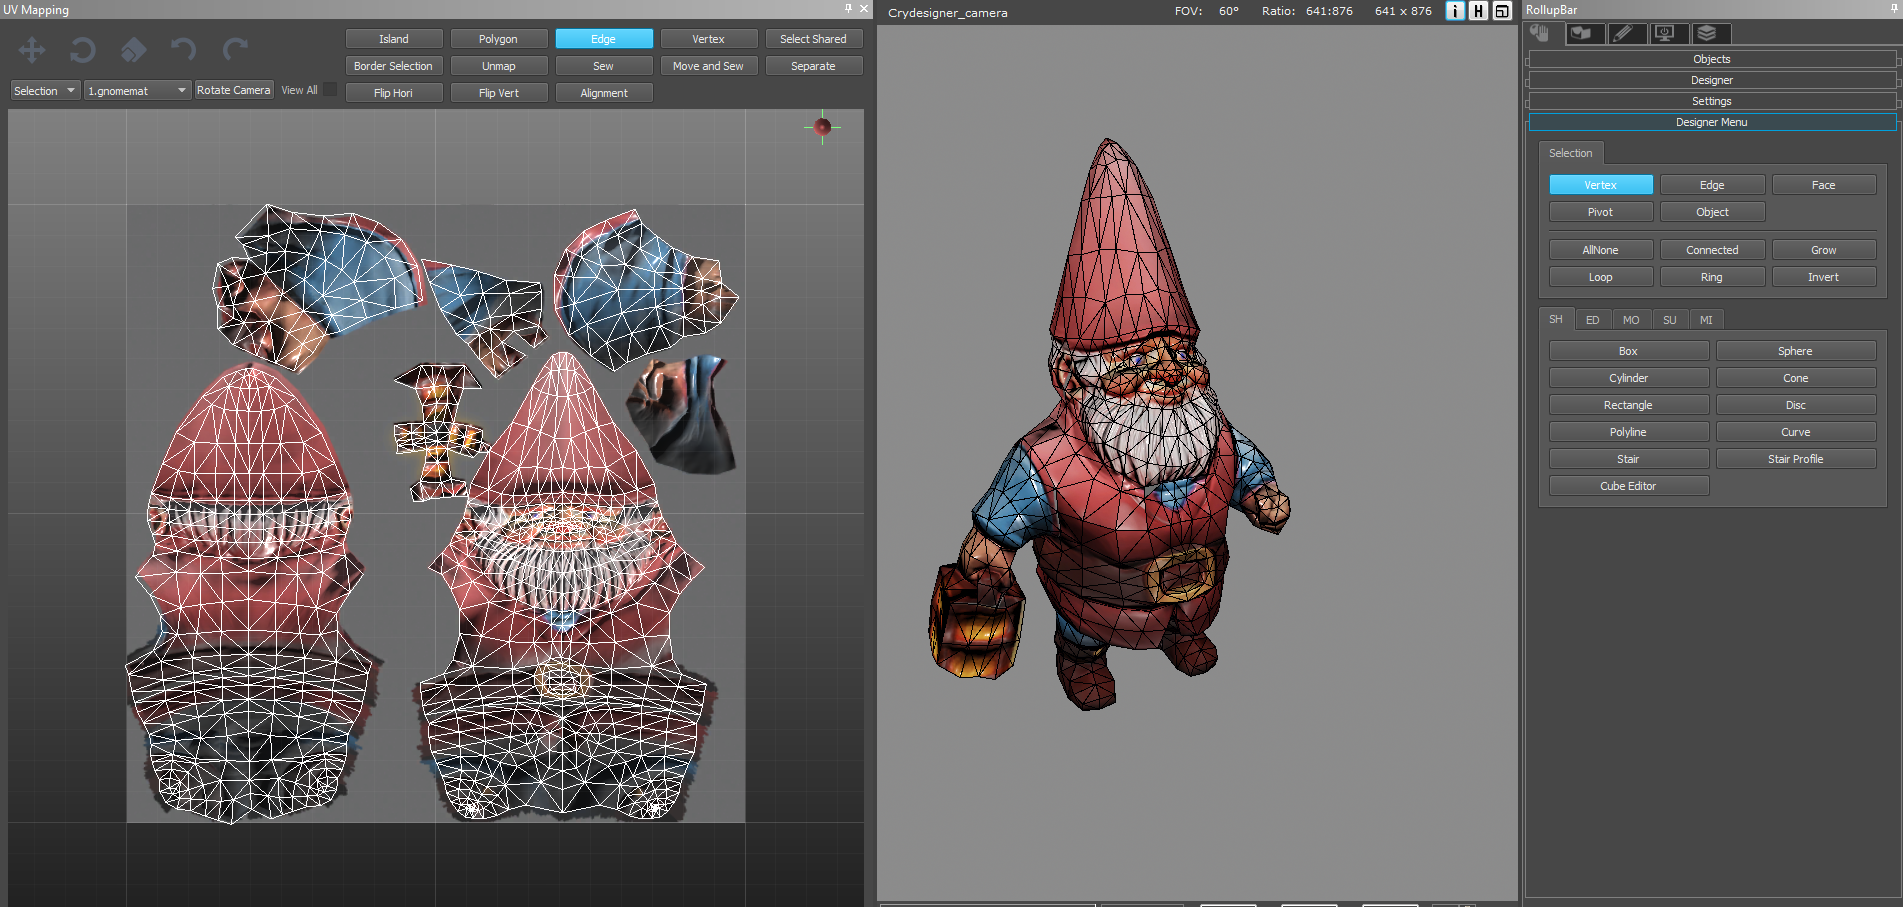 UV Mapping
Island Polygon Edge Vertex Select Shared
Border Selection Unmap Sew Move and Sew Separate
Selection 1.gnomemat Rotate Camera View All Flip Hori Flip Vert Alignment
Crydesigner_camera FOV: 60° Ratio: 641:876 641 x 876 i H
RollupBar
Objects
Designer
Settings
Designer Menu
Selection
Vertex Edge Face
Pivot Object
AllNone Connected Grow
Loop Ring Invert
SH ED MO SU MI
Box Sphere
Cylinder Cone
Rectangle Disc
Polyline Curve
Stair Stair Profile
Cube Editor